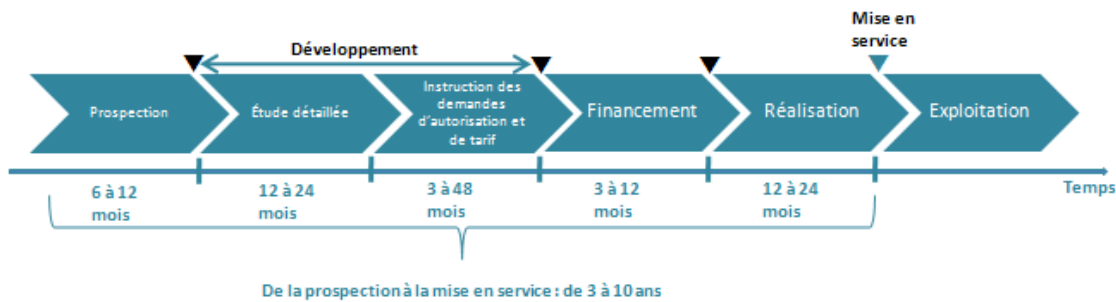 Mise en
service
Développement
Prospection
Étude détaillée
Instruction des
demandes
d'autorisation et
de tarif
Financement
Réalisation
Exploitation
6 à 12
mois
12 à 24
mois
3 à 48
mois
3 à 12
mois
12 à 24
mois
Temps
De la prospection à la mise en service : de 3 à 10 ans